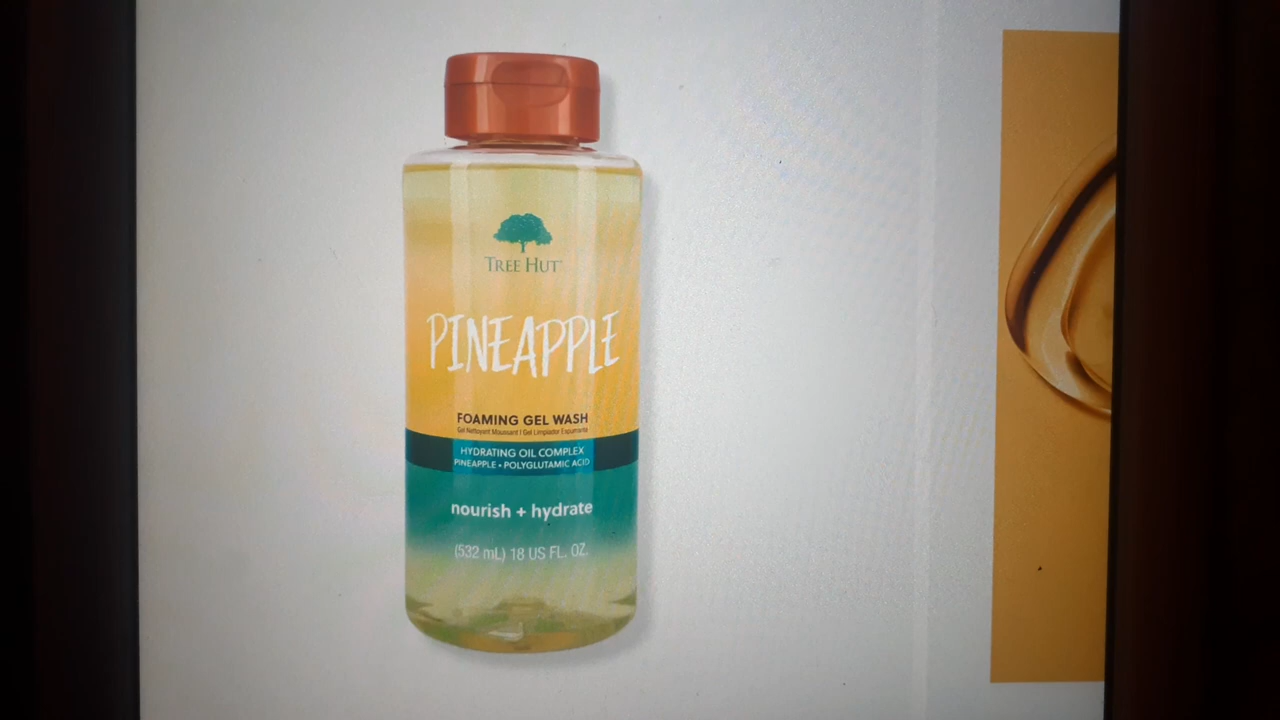 TREE HUT
PINEAPPLE
FOAMING GEL WASH
Gel Nettoyant Moussant | Gel Limpiador Espumante
HYDRATING OIL COMPLEX
PINEAPPLE • POLYGLUTAMIC ACID
nourish + hydrate
(532 mL) 18 US FL. OZ.